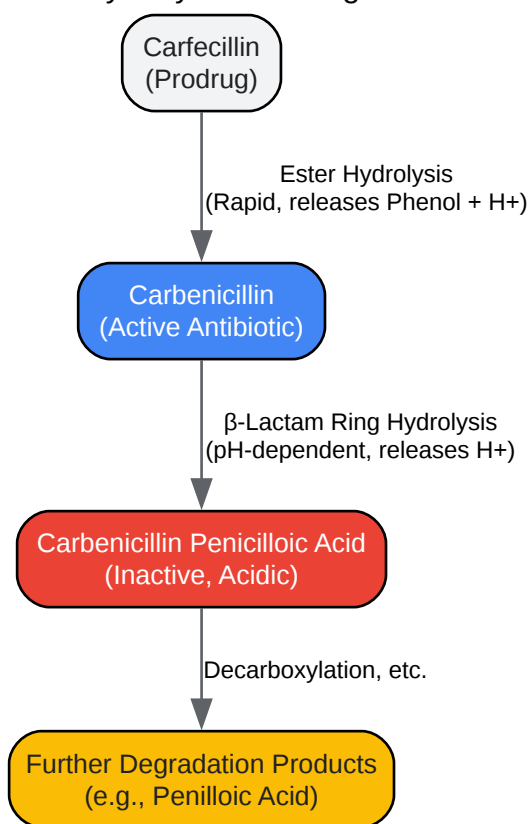 Carfecillin
(Prodrug)
Ester Hydrolysis
(Rapid, releases Phenol + H+)
Carbenicillin
(Active Antibiotic)
β-Lactam Ring Hydrolysis
(pH-dependent, releases H+)
Carbenicillin Penicilloic Acid
(Inactive, Acidic)
Decarboxylation, etc.
Further Degradation Products
(e.g., Penilloic Acid)